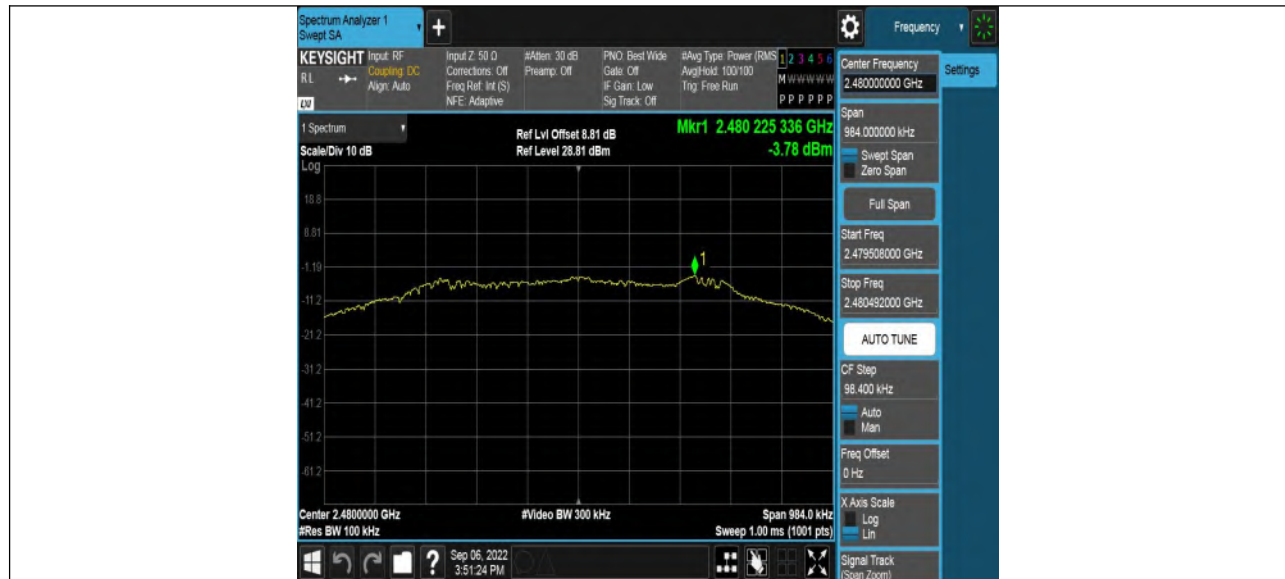 Spectrum Analyzer 1
Swept SA
+
Frequency
KEYSIGHT
RL
LXI
Input: RF
Coupling: DC
Align: Auto
Input Z: 50 Ω
Corrections: Off
Freq Ref: Int (S)
NFE: Adaptive
#Atten: 30 dB
Preamp: Off
PNO: Best Wide
Gate: Off
IF Gain: Low
Sig Track: Off
#Avg Type: Power (RMS
Avg|Hold: 100/100
Trig: Free Run
1 2 3 4 5 6
M W W W W W
P P P P P P
1 Spectrum
Scale/Div 10 dB
Log
Ref Lvl Offset 8.81 dB
Ref Level 28.81 dBm
Mkr1 2.480 225 336 GHz
-3.78 dBm
18.8
8.81
-1.19
-11.2
-21.2
-31.2
-41.2
-51.2
-61.2
1
Center 2.4800000 GHz
#Res BW 100 kHz
#Video BW 300 kHz
Span 984.0 kHz
Sweep 1.00 ms (1001 pts)
?
Sep 06, 2022
3:51:24 PM
Center Frequency
2.480000000 GHz
Settings
Span
984.000000 kHz
Swept Span
Zero Span
Full Span
Start Freq
2.479508000 GHz
Stop Freq
2.480492000 GHz
AUTO TUNE
CF Step
98.400 kHz
Auto
Man
Freq Offset
0 Hz
X Axis Scale
Log
Lin
Signal Track
(Span Zoom)